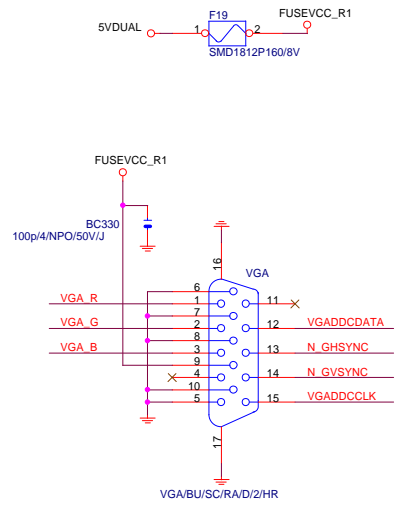 F19
FUSEVCC_R1
5VDUAL
1
2
SMD1812P160/8V
FUSEVCC_R1
BC330
100p/4/NPO/50V/J
16
VGA
6
VGA_R
1
11
7
VGA_G
2
12
VGADDCDATA
8
VGA_B
3
13
N_GHSYNC
9
4
14
N_GVSYNC
10
5
15
VGADDCCLK
17
VGA/BU/SC/RA/D/2/HR